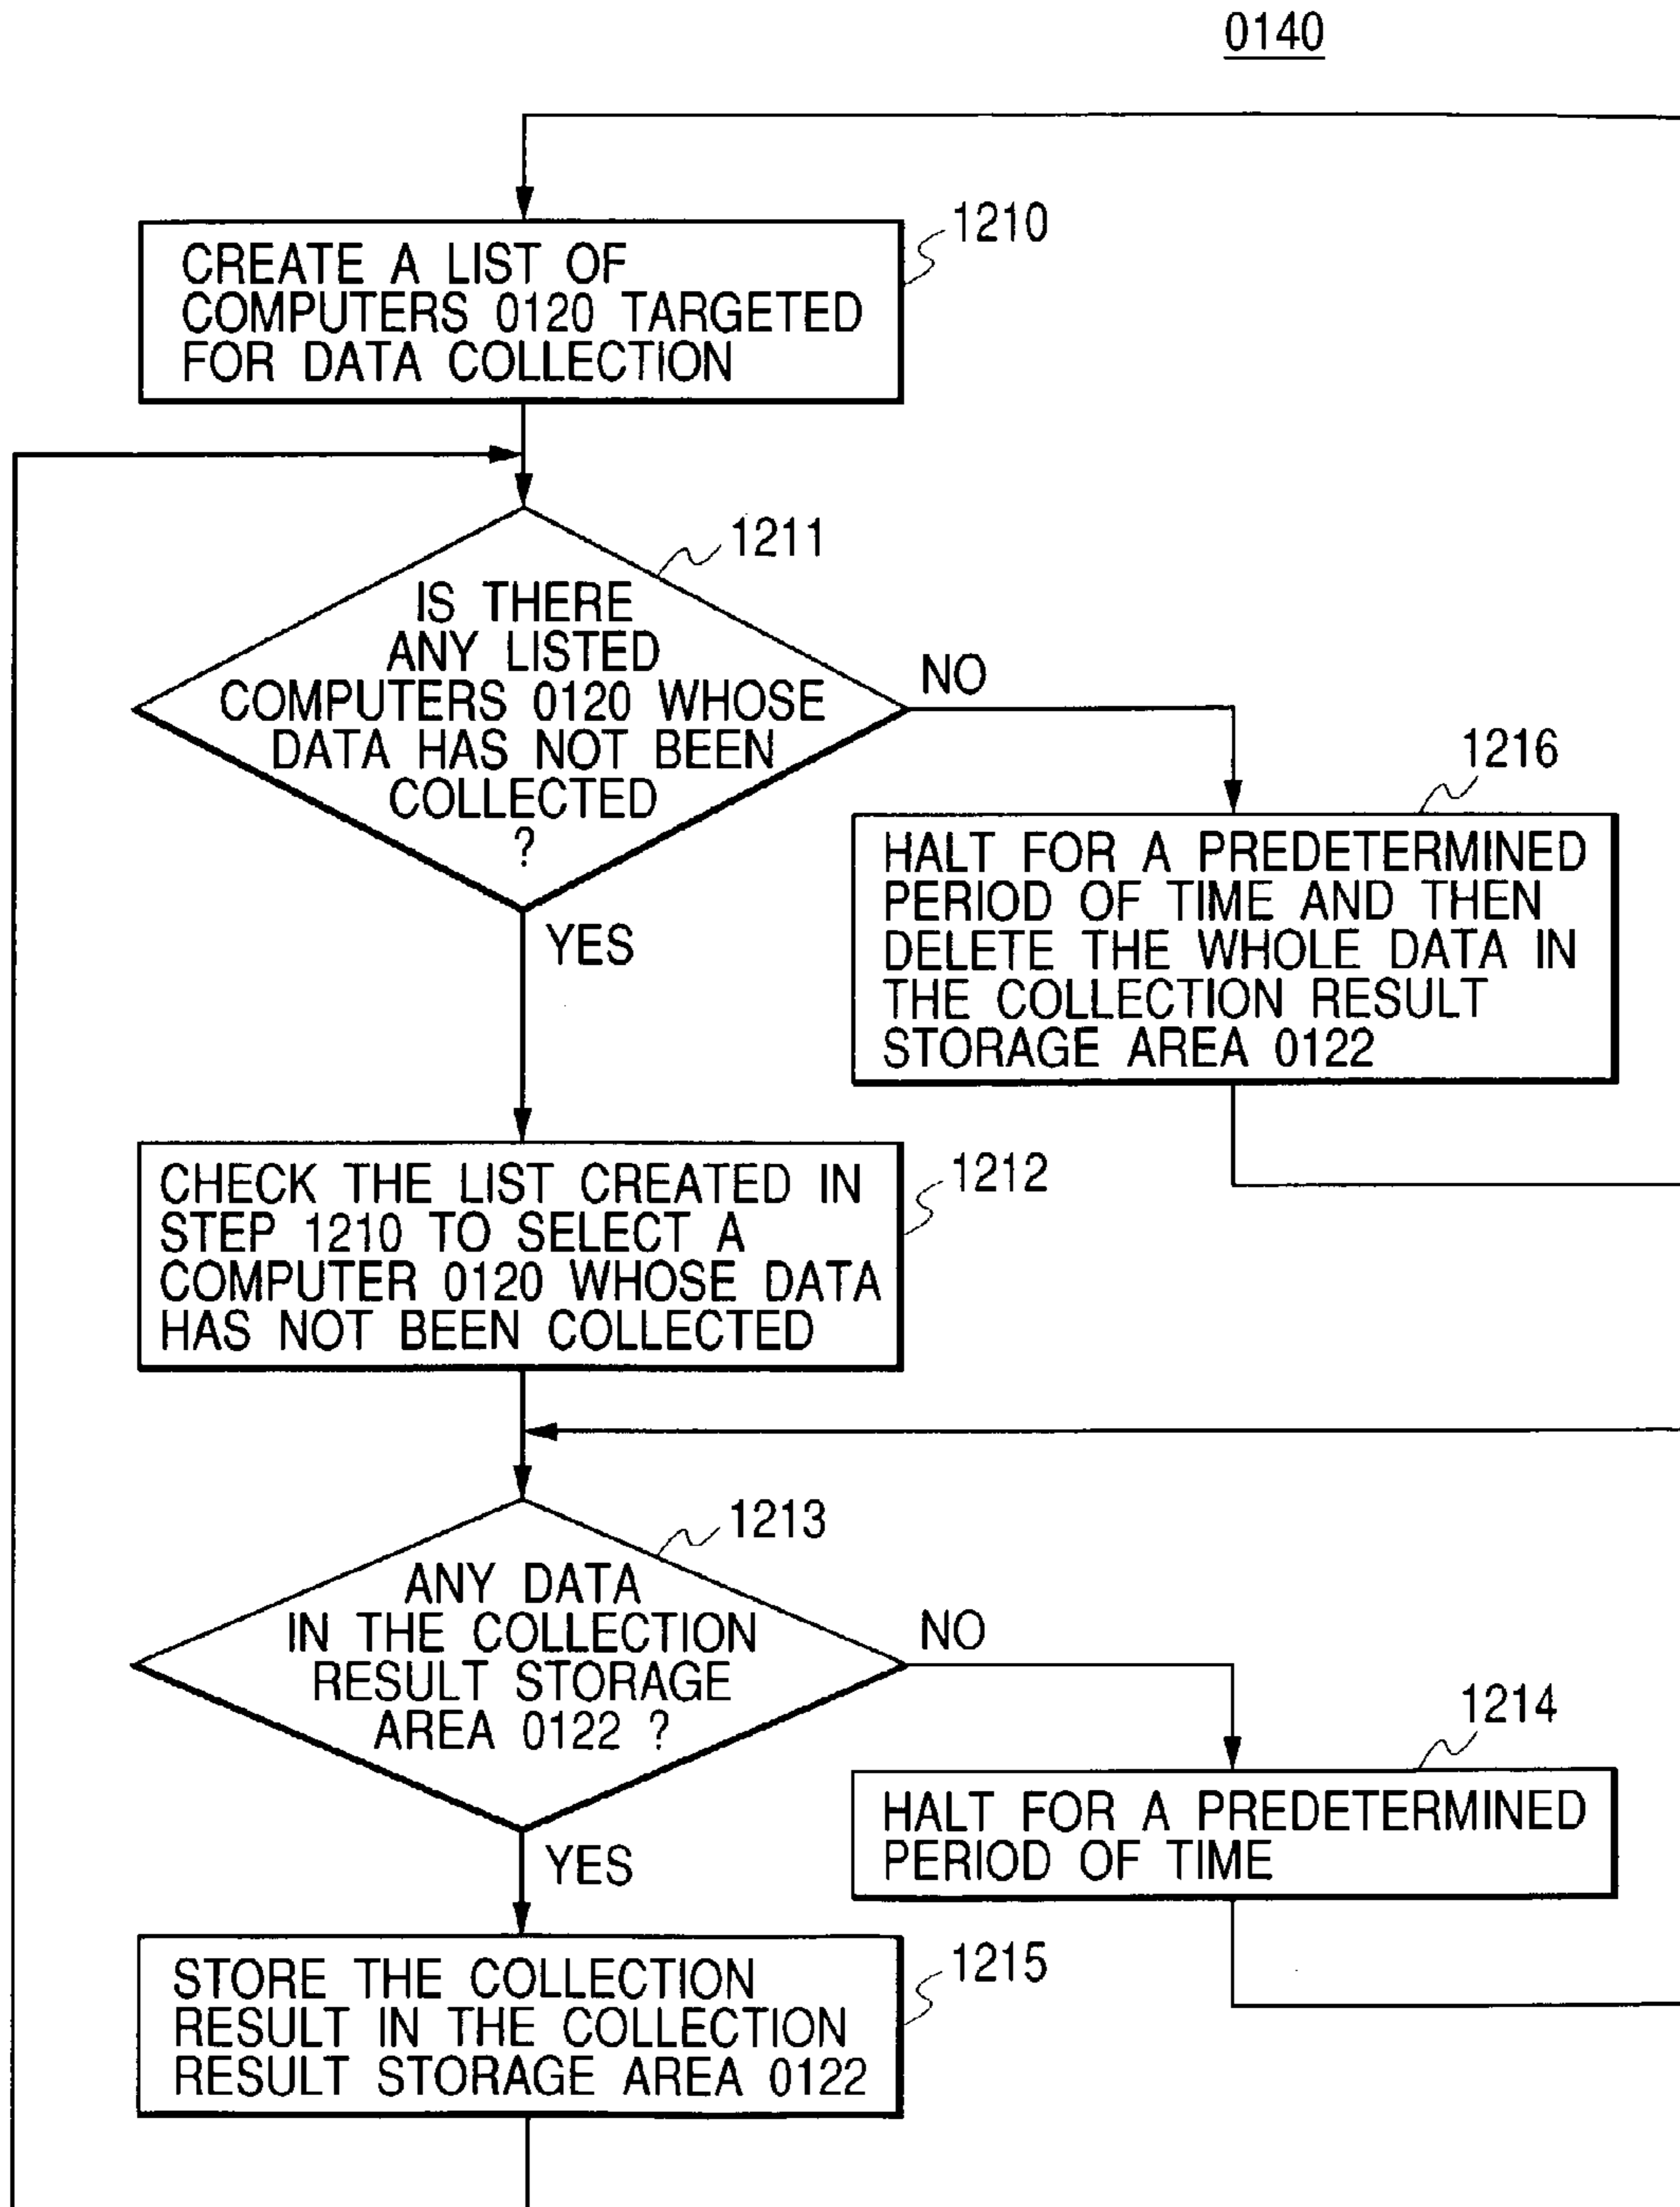 0140
1210
CREATE A LIST OF
COMPUTERS 0120 TARGETED
FOR DATA COLLECTION
1211
IS THERE
ANY LISTED
COMPUTERS 0120 WHOSE
DATA HAS NOT BEEN
COLLECTED
?
NO
YES
1216
HALT FOR A PREDETERMINED
PERIOD OF TIME AND THEN
DELETE THE WHOLE DATA IN
THE COLLECTION RESULT
STORAGE AREA 0122
1212
CHECK THE LIST CREATED IN
STEP 1210 TO SELECT A
COMPUTER 0120 WHOSE DATA
HAS NOT BEEN COLLECTED
1213
ANY DATA
IN THE COLLECTION
RESULT STORAGE
AREA 0122 ?
NO
YES
1214
HALT FOR A PREDETERMINED
PERIOD OF TIME
1215
STORE THE COLLECTION
RESULT IN THE COLLECTION
RESULT STORAGE AREA 0122